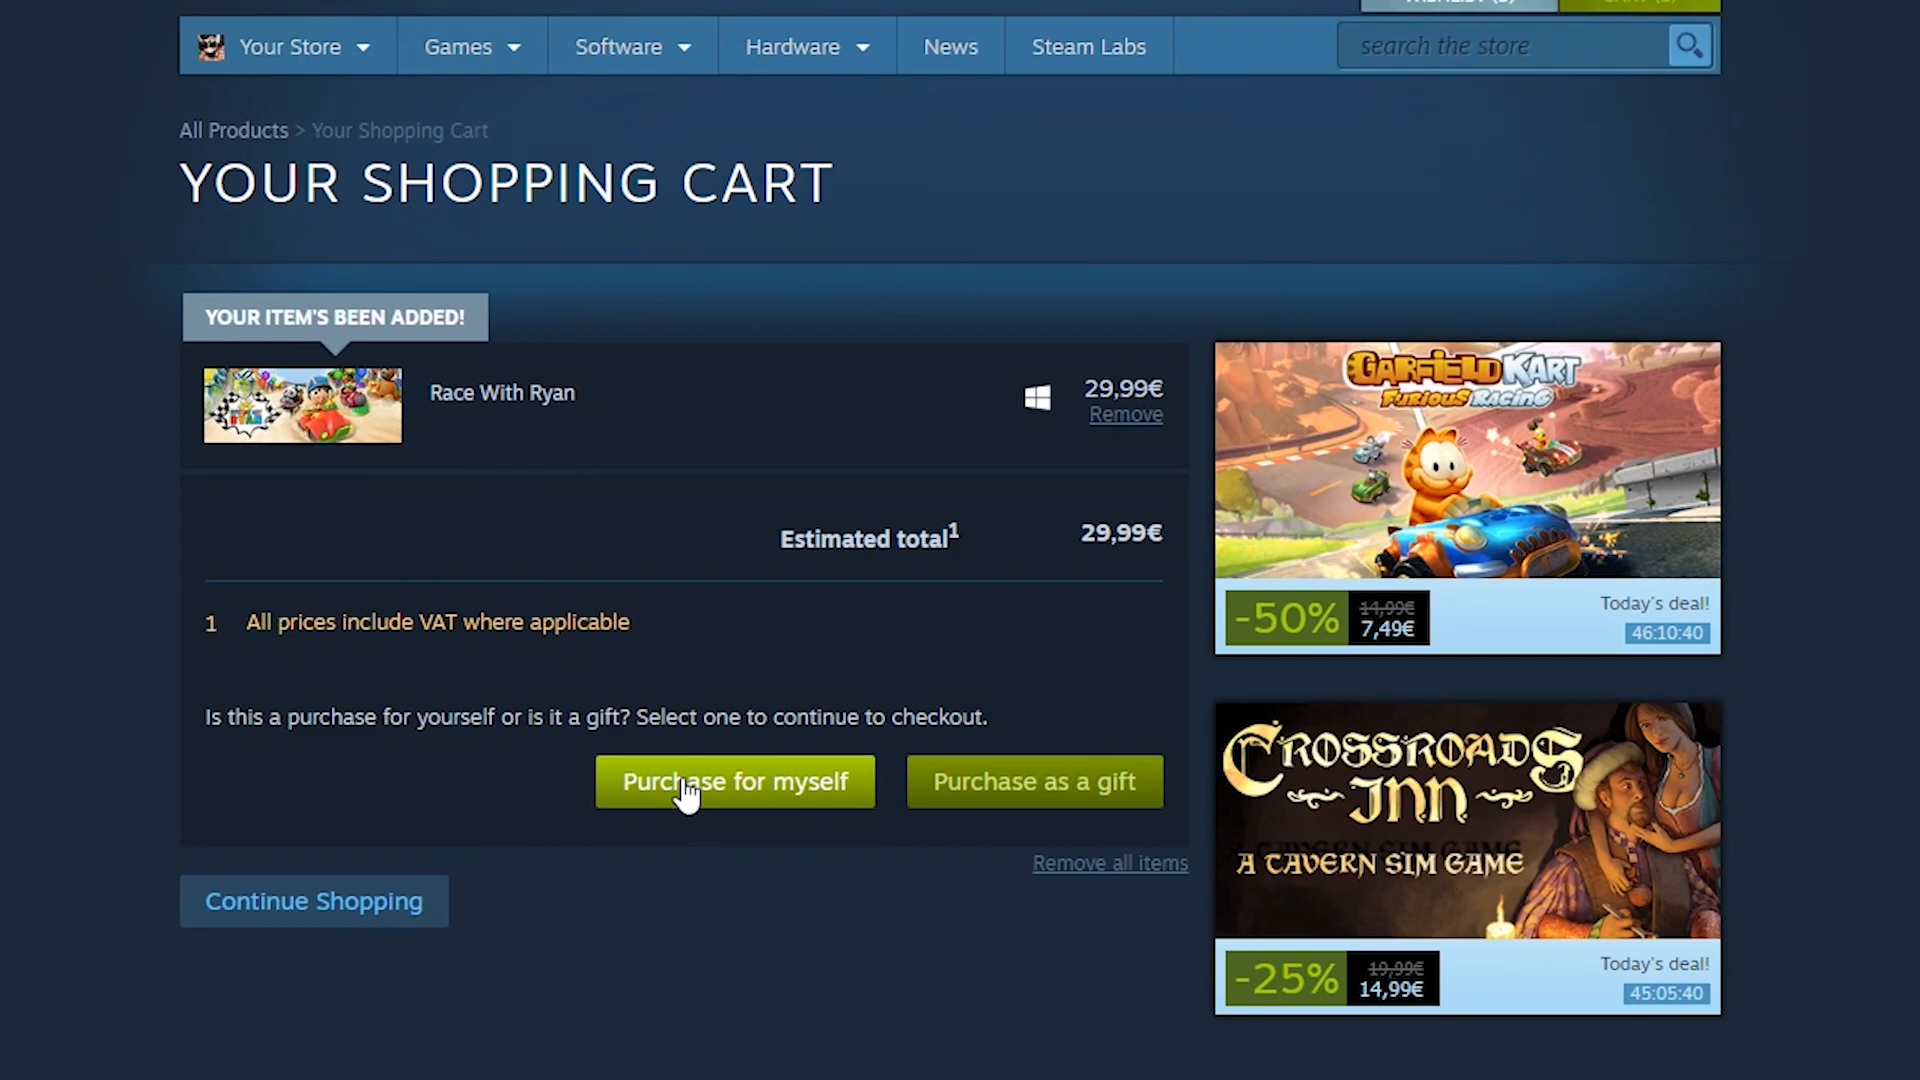 Your Store
Games
Software
Hardware
News
Steam Labs
search the store
All Products > Your Shopping Cart
YOUR SHOPPING CART
YOUR ITEM'S BEEN ADDED!
Race With Ryan
29,99€
Remove
Estimated total1
29,99€
1 All prices include VAT where applicable
Is this a purchase for yourself or is it a gift? Select one to continue to checkout.
Purchase for myself
Purchase as a gift
Remove all items
Continue Shopping
GARFIELD KART
FURIOUS RACING
-50%
14,99€
7,49€
Today's deal!
46:10:40
CROSSROADS
INN
A TAVERN SIM GAME
-25%
19,99€
14,99€
Today's deal!
45:05:40